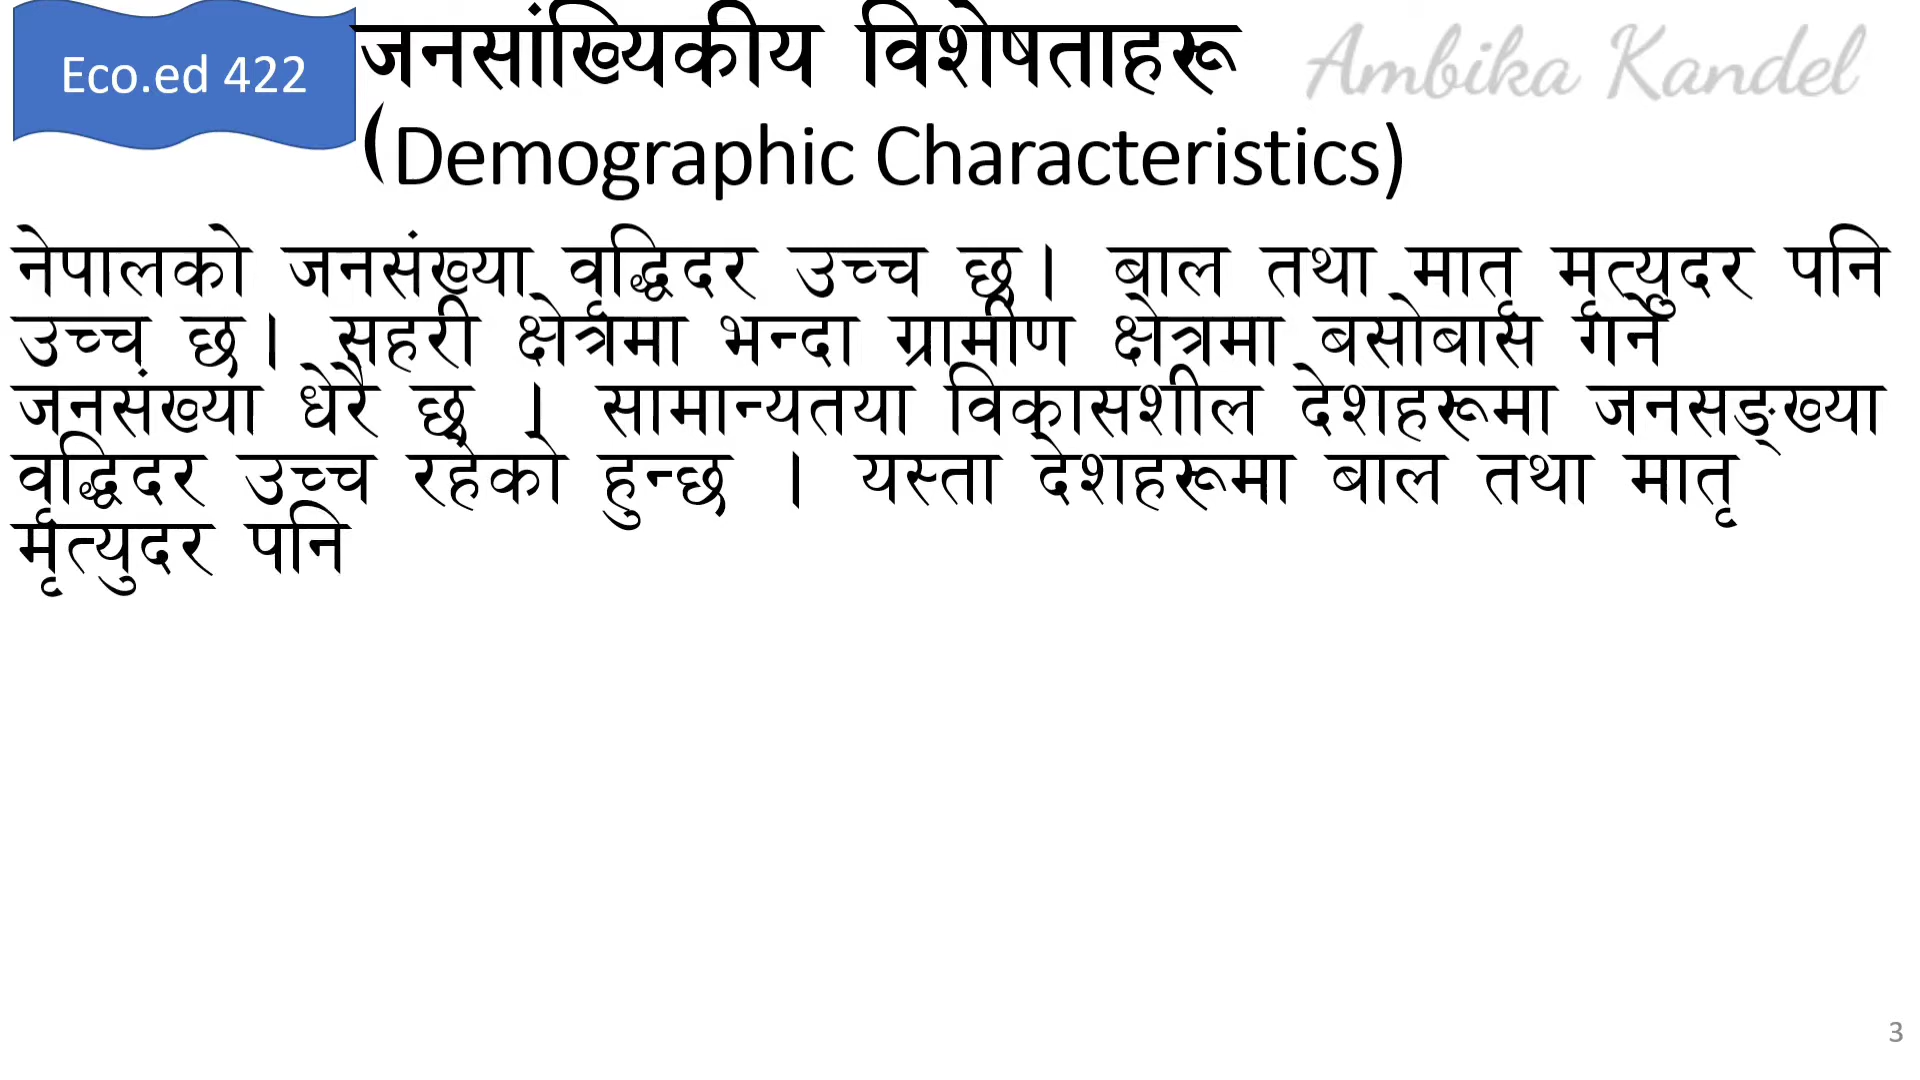 Eco.ed 422
जनसांख्यिकीय विशेषताहरू
Ambika Kandel
(Demographic Characteristics)
नेपालको जनसंख्या वृद्धिदर उच्च छ। बाल तथा मातृ मृत्युदर पनि
उच्च छ। सहरी क्षेत्रमा भन्दा ग्रामीण क्षेत्रमा बसोबास गर्ने
जनसंख्या धेरै छ । सामान्यतया विकासशील देशहरूमा जनसङ्ख्या
वृद्धिदर उच्च रहेको हुन्छ । यस्ता देशहरूमा बाल तथा मातृ
मृत्युदर पनि
3